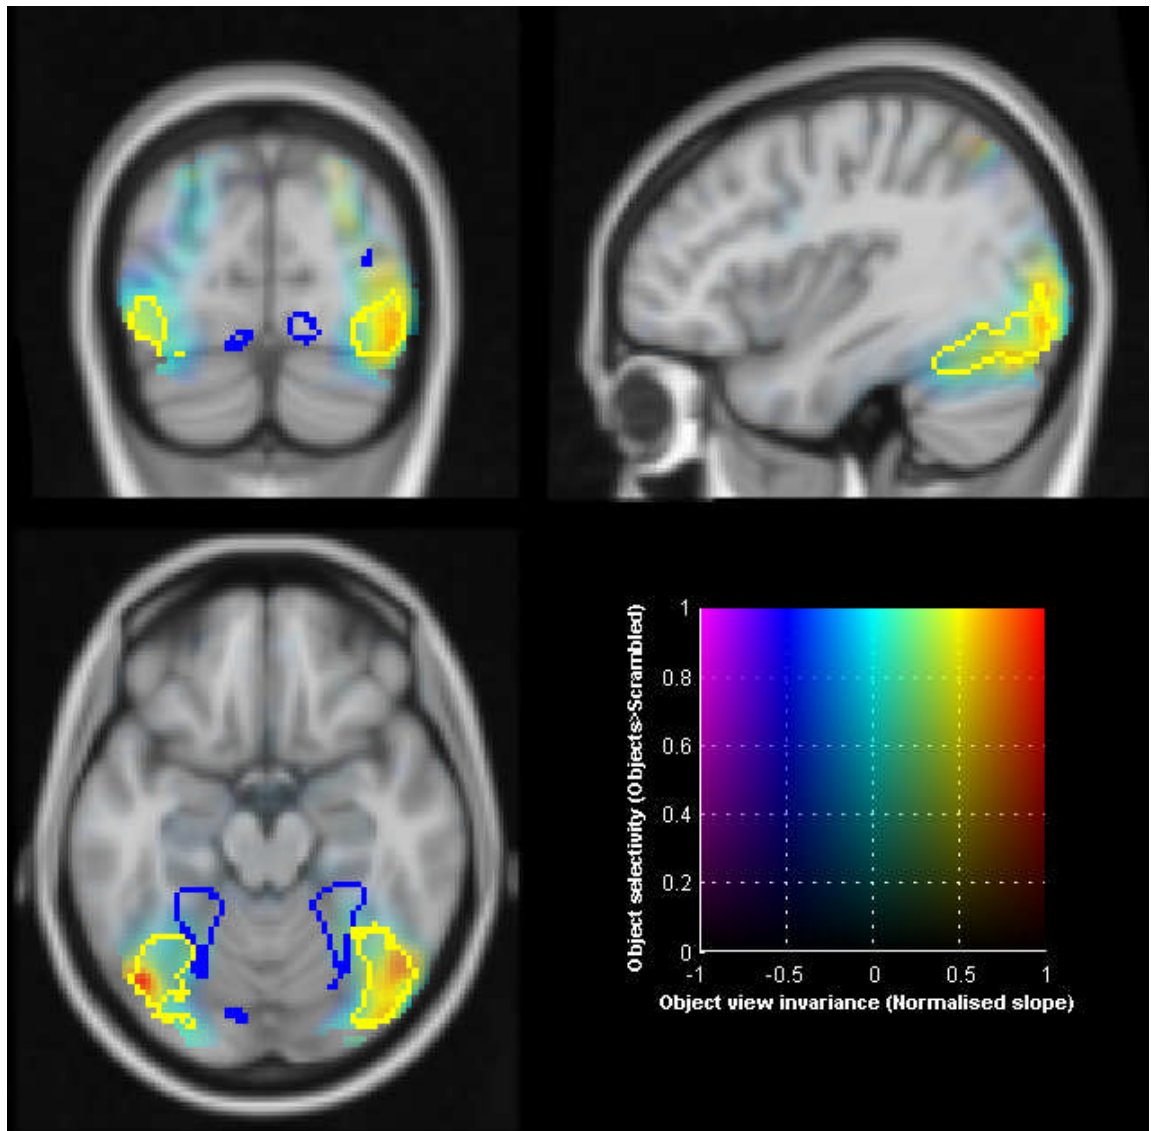 Object selectivity (Objects>Scrambled)
1
0.8
0.6
0.4
0.2
0
-1 -0.5 0 0.5 1
Object view invariance (Normalised slope)